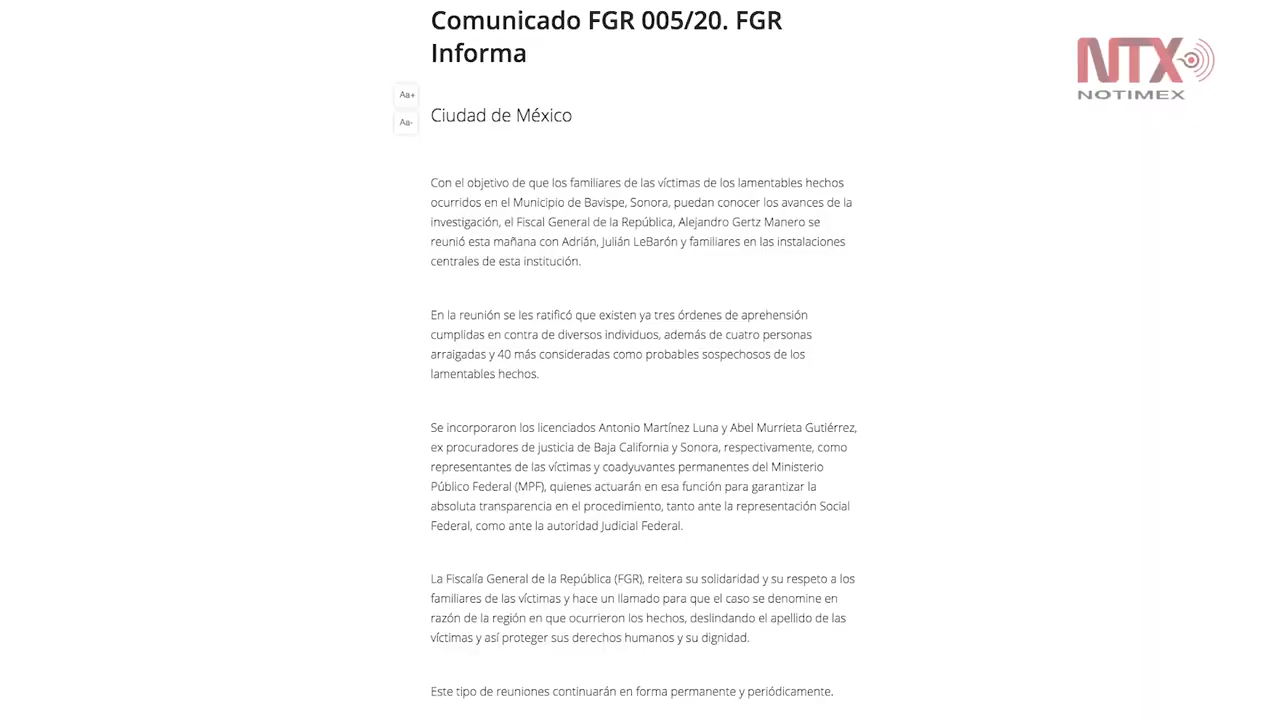 Comunicado FGR 005/20. FGR
Informa
NTX
NOTIMEX
Aa+
Aa-
Ciudad de México
Con el objetivo de que los familiares de las víctimas de los lamentables hechos
ocurridos en el Municipio de Bavispe, Sonora, puedan conocer los avances de la
investigación, el Fiscal General de la República, Alejandro Gertz Manero se
reunió esta mañana con Adrián, Julián LeBarón y familiares en las instalaciones
centrales de esta institución.
En la reunión se les ratificó que existen ya tres órdenes de aprehensión
cumplidas en contra de diversos individuos, además de cuatro personas
arraigadas y 40 más consideradas como probables sospechosos de los
lamentables hechos.
Se incorporaron los licenciados Antonio Martínez Luna y Abel Murrieta Gutiérrez,
ex procuradores de justicia de Baja California y Sonora, respectivamente, como
representantes de las víctimas y coadyuvantes permanentes del Ministerio
Público Federal (MPF), quienes actuarán en esa función para garantizar la
absoluta transparencia en el procedimiento, tanto ante la representación Social
Federal, como ante la autoridad Judicial Federal.
La Fiscalía General de la República (FGR), reitera su solidaridad y su respeto a los
familiares de las víctimas y hace un llamado para que el caso se denomine en
razón de la región en que ocurrieron los hechos, deslindando el apellido de las
víctimas y así proteger sus derechos humanos y su dignidad.
Este tipo de reuniones continuarán en forma permanente y periódicamente.